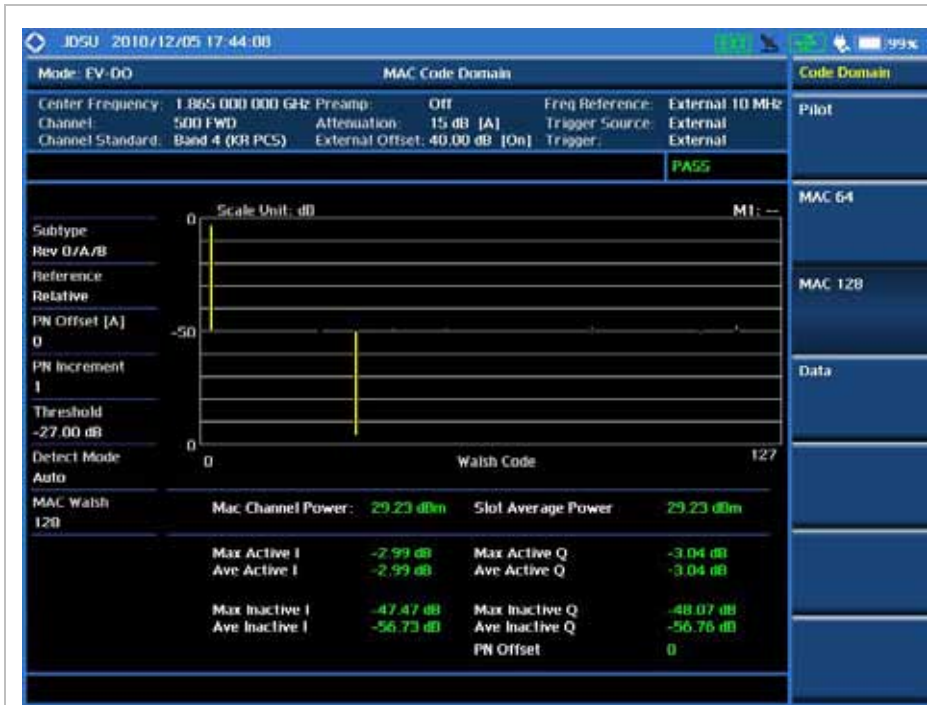 JDSU 2010/12/05 17:44:08 EXT 99%
Mode: EV-DO MAC Code Domain Code Domain
Center Frequency: 1.865 000 000 GHz Preamp: Off Freq Reference: External 10 MHz
Channel: 500 FWD Attenuation: 15 dB [A] Trigger Source: External
Channel Standard: Band 4 (KR PCS) External Offset: 40.00 dB [On] Trigger: External
Pilot
PASS
MAC 64
Scale Unit: dB M1: --
0
Subtype
Rev 0/A/B
Reference
Relative
MAC 128
PN Offset [A]
0
-50
PN Increment
1
Data
Threshold
-27.00 dB
0
Detect Mode
Auto
0 Walsh Code 127
MAC Walsh
128
Mac Channel Power: 29.23 dBm Slot Average Power 29.23 dBm
Max Active I -2.99 dB Max Active Q -3.04 dB
Ave Active I -2.99 dB Ave Active Q -3.04 dB
Max Inactive I -47.47 dB Max Inactive Q -48.07 dB
Ave Inactive I -56.73 dB Ave Inactive Q -56.76 dB
PN Offset 0